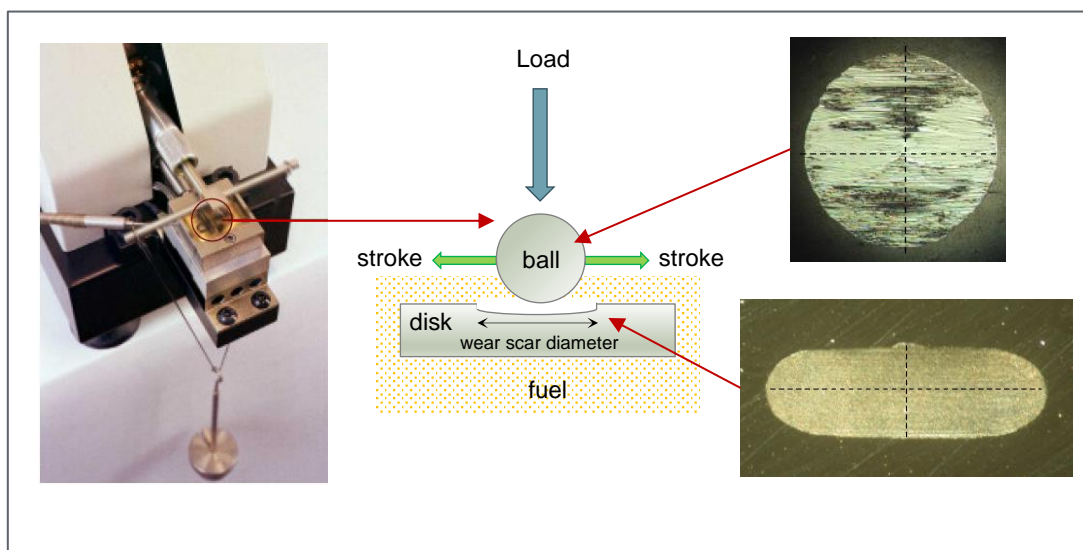 Load
stroke
ball
stroke
disk
wear scar diameter
fuel